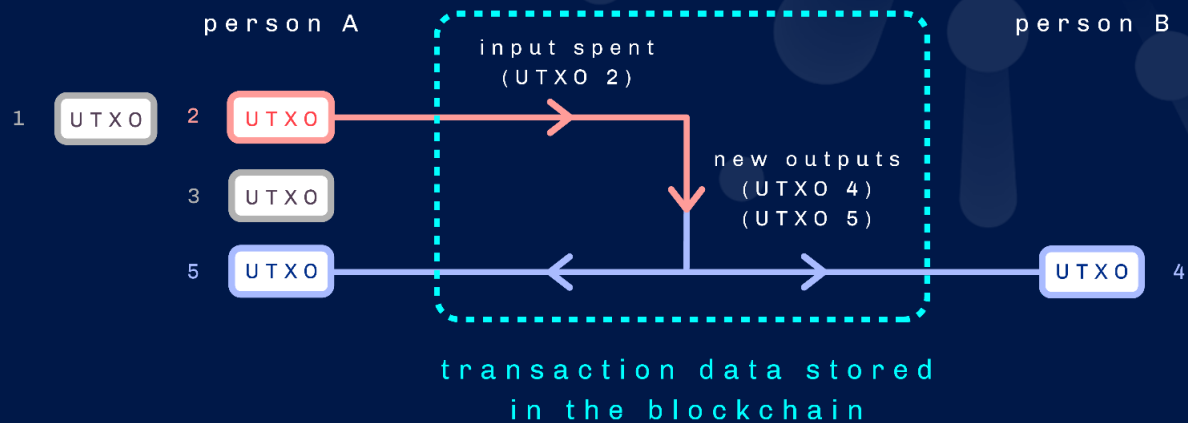 person A
person B
input spent
(UTXO 2)
1 UTXO 2 UTXO
new outputs
(UTXO 4)
(UTXO 5)
3 UTXO
5 UTXO
UTXO 4
transaction data stored
in the blockchain